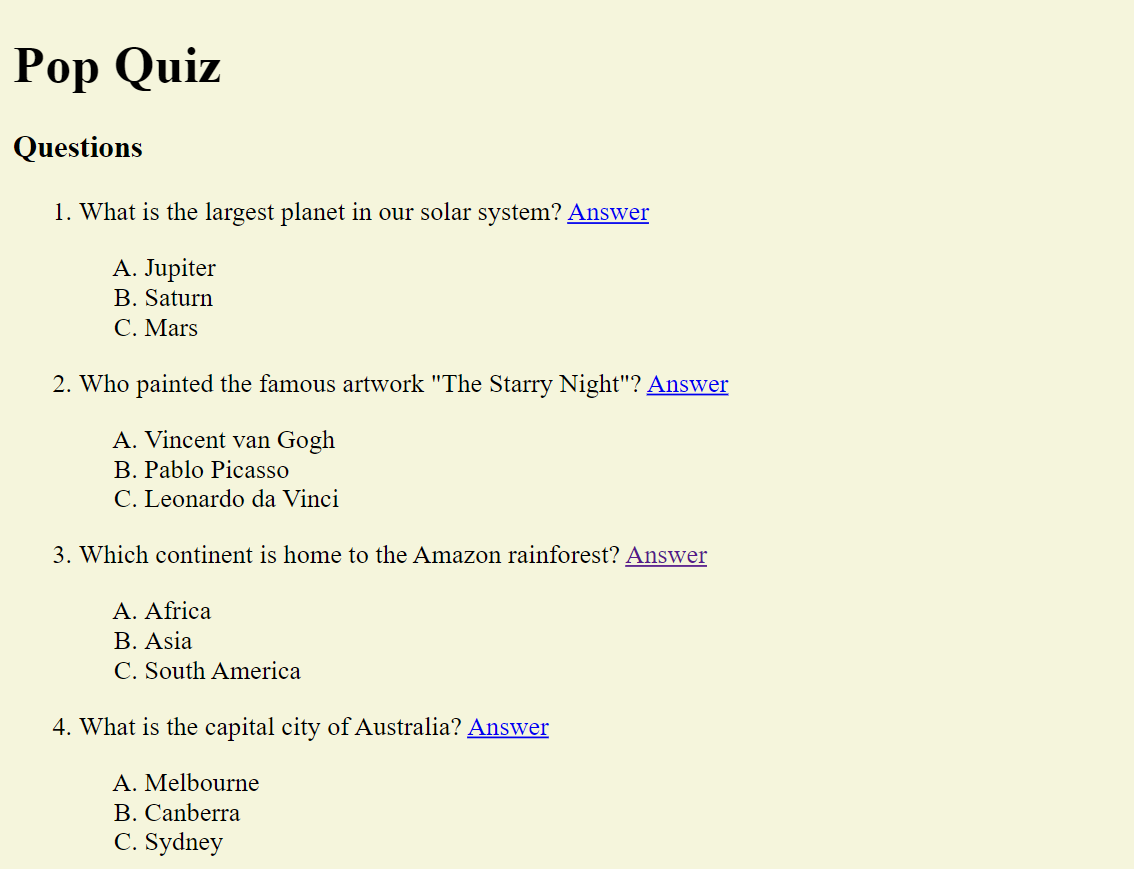 Pop Quiz
Questions
1. What is the largest planet in our solar system? Answer
A. Jupiter
B. Saturn
C. Mars
2. Who painted the famous artwork "The Starry Night"? Answer
A. Vincent van Gogh
B. Pablo Picasso
C. Leonardo da Vinci
3. Which continent is home to the Amazon rainforest? Answer
A. Africa
B. Asia
C. South America
4. What is the capital city of Australia? Answer
A. Melbourne
B. Canberra
C. Sydney